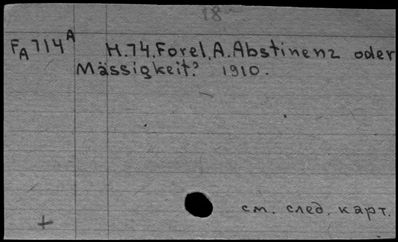 18
FA714A H.74.Forel,A.Abstinenz oder
Mässigkeit? 1910.
см. след. карт.
+